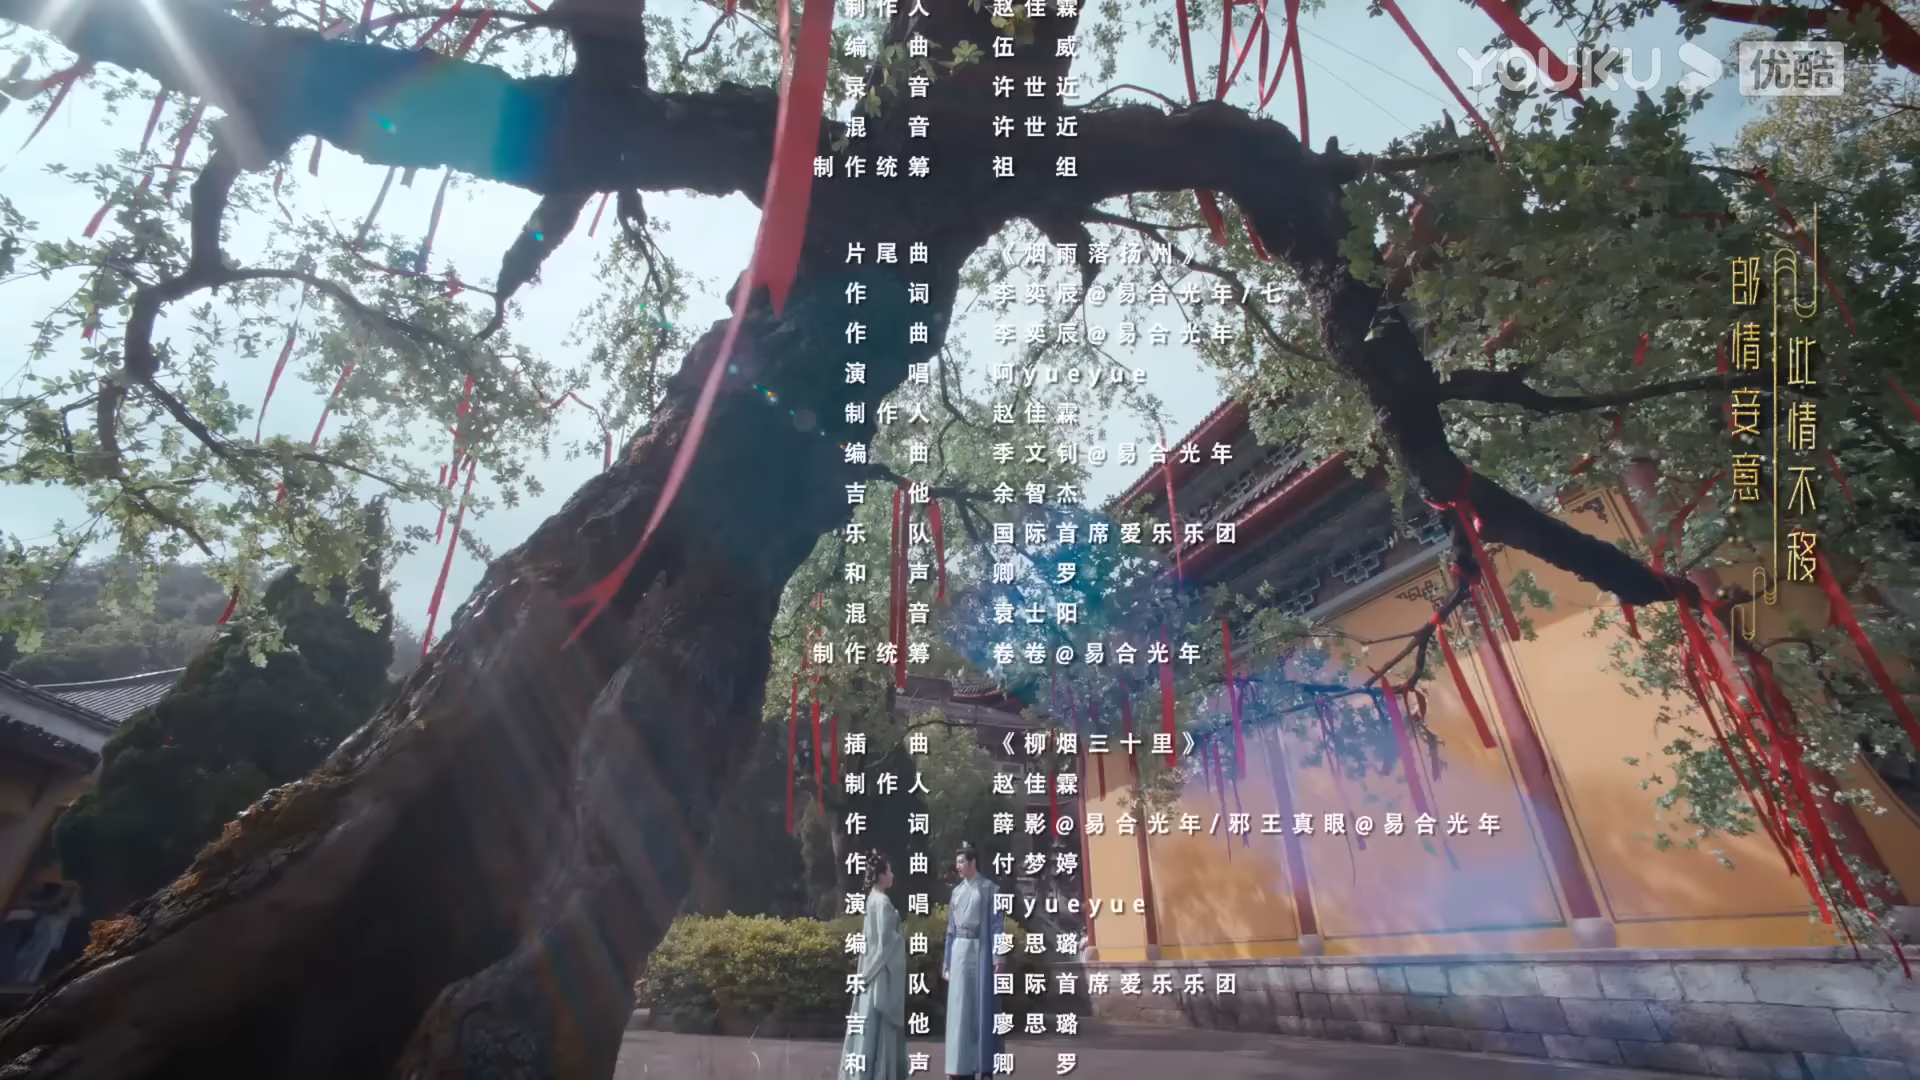 制作人 赵佳霖
编曲 伍威
录音 许世近
混音 许世近
制作统筹 祖组
片尾曲 《烟雨落扬州》
作词 李奕辰@易合光年/七
作曲 李奕辰@易合光年
演唱 阿yueyue
制作人 赵佳霖
编曲 季文钊@易合光年
吉他 余智杰
乐队 国际首席爱乐乐团
和声 卿罗
混音 袁士阳
制作统筹 卷卷@易合光年
插曲 《柳烟三十里》
制作人 赵佳霖
作词 薛影@易合光年/邪王真眼@易合光年
作曲 付梦婷
演唱 阿yueyue
编曲 廖思璐
乐队 国际首席爱乐乐团
吉他 廖思璐
和声 卿罗
YOUKU 优酷
郎情妾意
此情不移